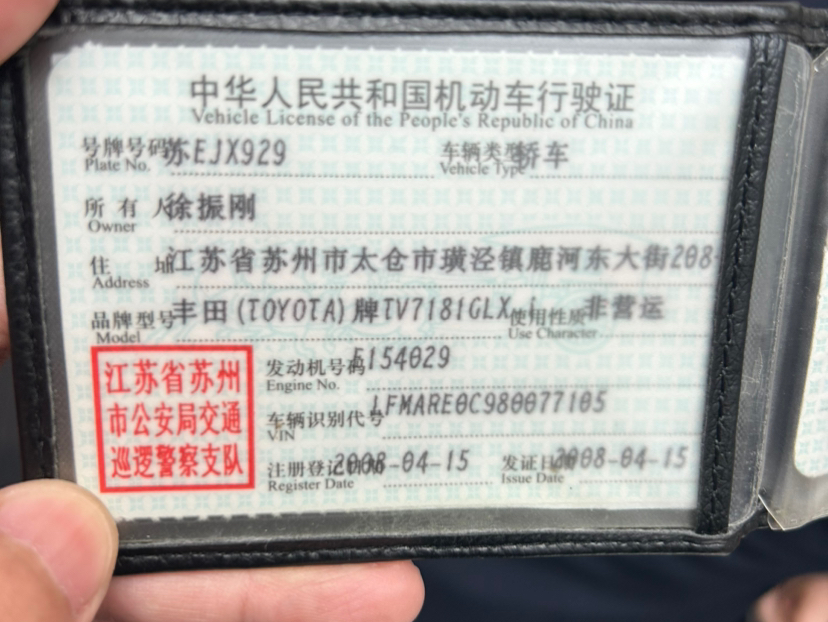 中华人民共和国机动车行驶证
Vehicle License of the People's Republic of China
号牌号码 苏EJX929 车辆类型 轿车
Plate No. Vehicle Type
所有人 徐振刚
Owner
住址 江苏省苏州市太仓市璜泾镇鹿河东大街208-
Address
品牌型号 丰田(TOYOTA)牌TV7181GLX-i 使用性质 非营运
Model Use Character
江苏省苏州
市公安局交通
巡逻警察支队
发动机号码 F154029
Engine No.
车辆识别代号 LFMARE0C980077105
VIN
注册登记日期 2008-04-15 发证日期 2008-04-15
Register Date Issue Date